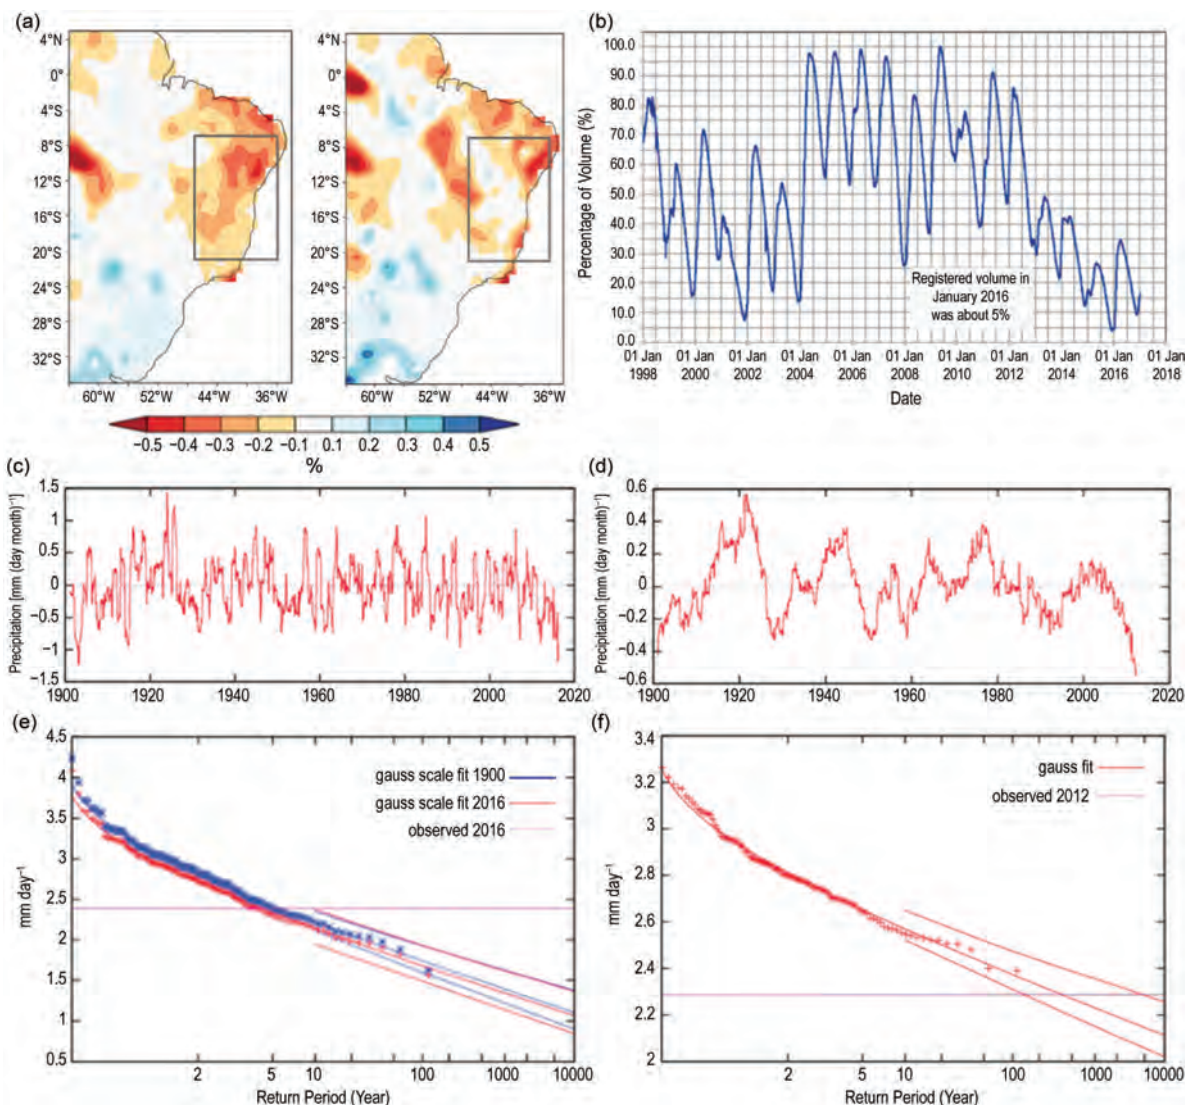 (a)
4°N
0°
4°S
8°S
12°S
16°S
20°S
24°S
28°S
32°S
60°W 52°W 44°W 36°W 60°W 52°W 44°W 36°W
−0.5 −0.4 −0.3 −0.2 −0.1 0.1 0.2 0.3 0.4 0.5
%
(b)
Percentage of Volume (%)
100.0
90.0
80.0
70.0
60.0
50.0
40.0
30.0
20.0
10.0
0.0
Registered volume in
January 2016
was about 5%
01 Jan 01 Jan 01 Jan 01 Jan 01 Jan 01 Jan 01 Jan 01 Jan 01 Jan 01 Jan 01 Jan
1998 2000 2002 2004 2006 2008 2010 2012 2014 2016 2018
Date
(c)
Precipitation [mm (day month)⁻¹]
1.5
1
0.5
0
−0.5
−1
−1.5
1900 1920 1940 1960 1980 2000 2020
(d)
Precipitation [mm (day month)⁻¹]
0.6
0.4
0.2
0
−0.2
−0.4
−0.6
1900 1920 1940 1960 1980 2000 2020
(e)
mm day⁻¹
4.5
4
3.5
3
2.5
2
1.5
1
0.5
gauss scale fit 1900
gauss scale fit 2016
observed 2016
2 5 10 100 1000 10000
Return Period (Year)
(f)
mm day⁻¹
3.4
3.2
3
2.8
2.6
2.4
2.2
2
gauss fit
observed 2012
2 5 10 100 1000 10000
Return Period (Year)